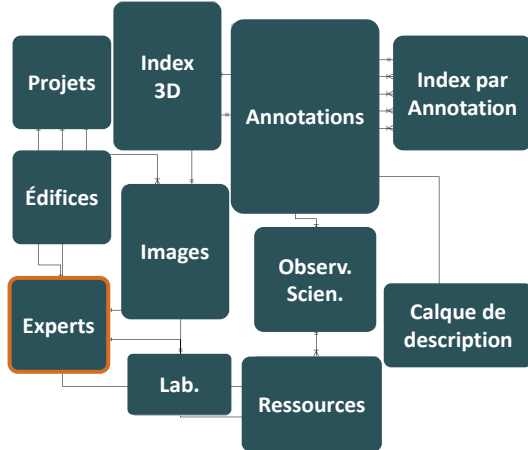 Projets
Index
3D
Annotations
Index par
Annotation
Édifices
Images
Observ.
Scien.
Experts
Calque de
description
Lab.
Ressources